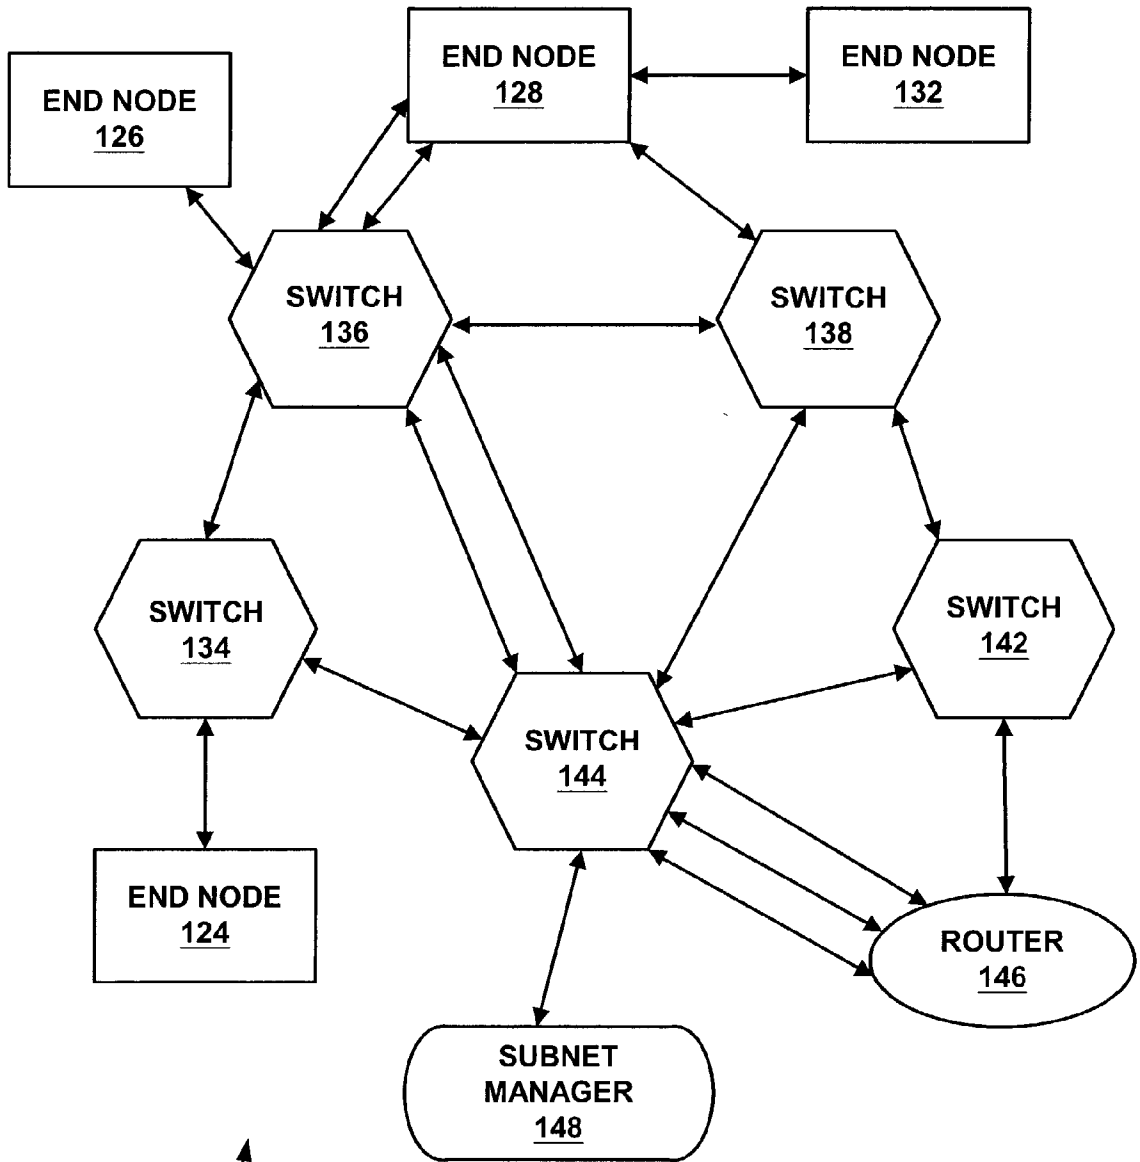 END NODE
128
END NODE
132
END NODE
126
SWITCH
136
SWITCH
138
SWITCH
134
SWITCH
142
SWITCH
144
END NODE
124
ROUTER
146
SUBNET
MANAGER
148